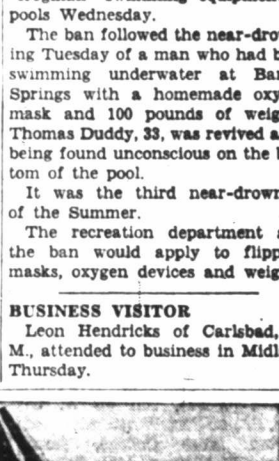 pools Wednesday.
The ban followed the near-drow
ing Tuesday of a man who had b
swimming underwater at Bar
Springs with a homemade oxy
mask and 100 pounds of weig
Thomas Duddy, 33, was revived a
being found unconscious on the b
tom of the pool.
It was the third near-drown
of the Summer.
The recreation department s
the ban would apply to flipp
masks, oxygen devices and weig
BUSINESS VISITOR
Leon Hendricks of Carlsbad,
M., attended to business in Midl
Thursday.